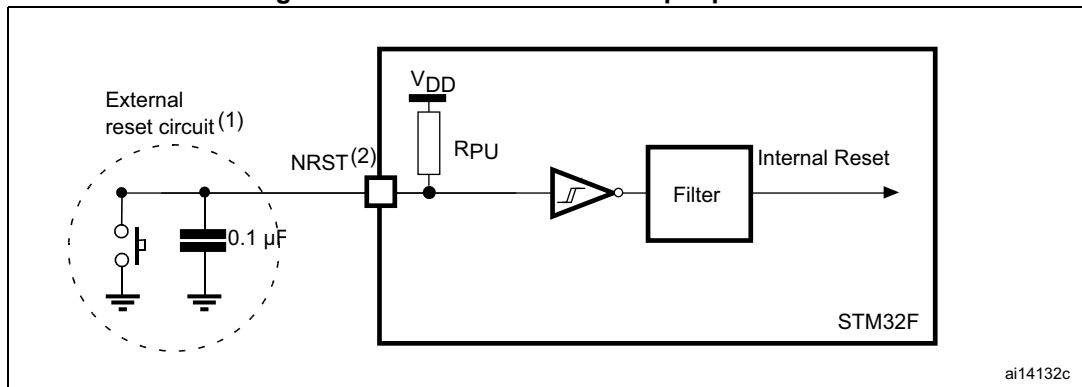 External
reset circuit(1)
VDD
RPU
NRST(2)
Internal Reset
Filter
0.1 µF
STM32F
ai14132c